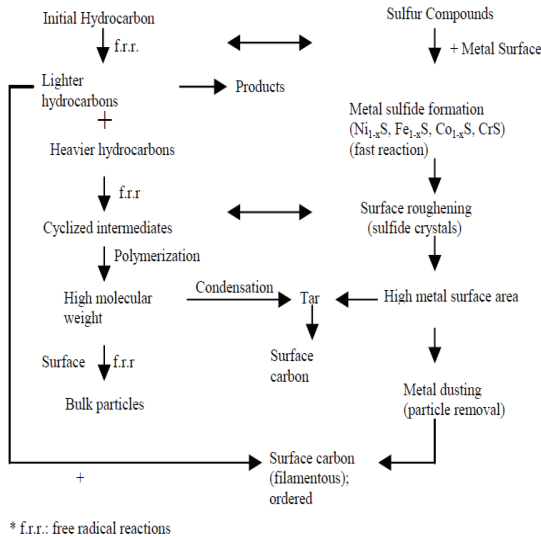 Initial Hydrocarbon
Sulfur Compounds
f.r.r.
+ Metal Surface
Lighter
hydrocarbons
Products
+
Heavier hydrocarbons
Metal sulfide formation
(Ni1-xS, Fe1-xS, Co1-xS, CrS)
(fast reaction)
f.r.r
Cyclized intermediates
Surface roughening
(sulfide crystals)
Polymerization
High molecular
weight
Condensation
Tar
High metal surface area
Surface
carbon
Surface
f.r.r
Bulk particles
Metal dusting
(particle removal)
+
Surface carbon
(filamentous);
ordered
* f.r.r.: free radical reactions